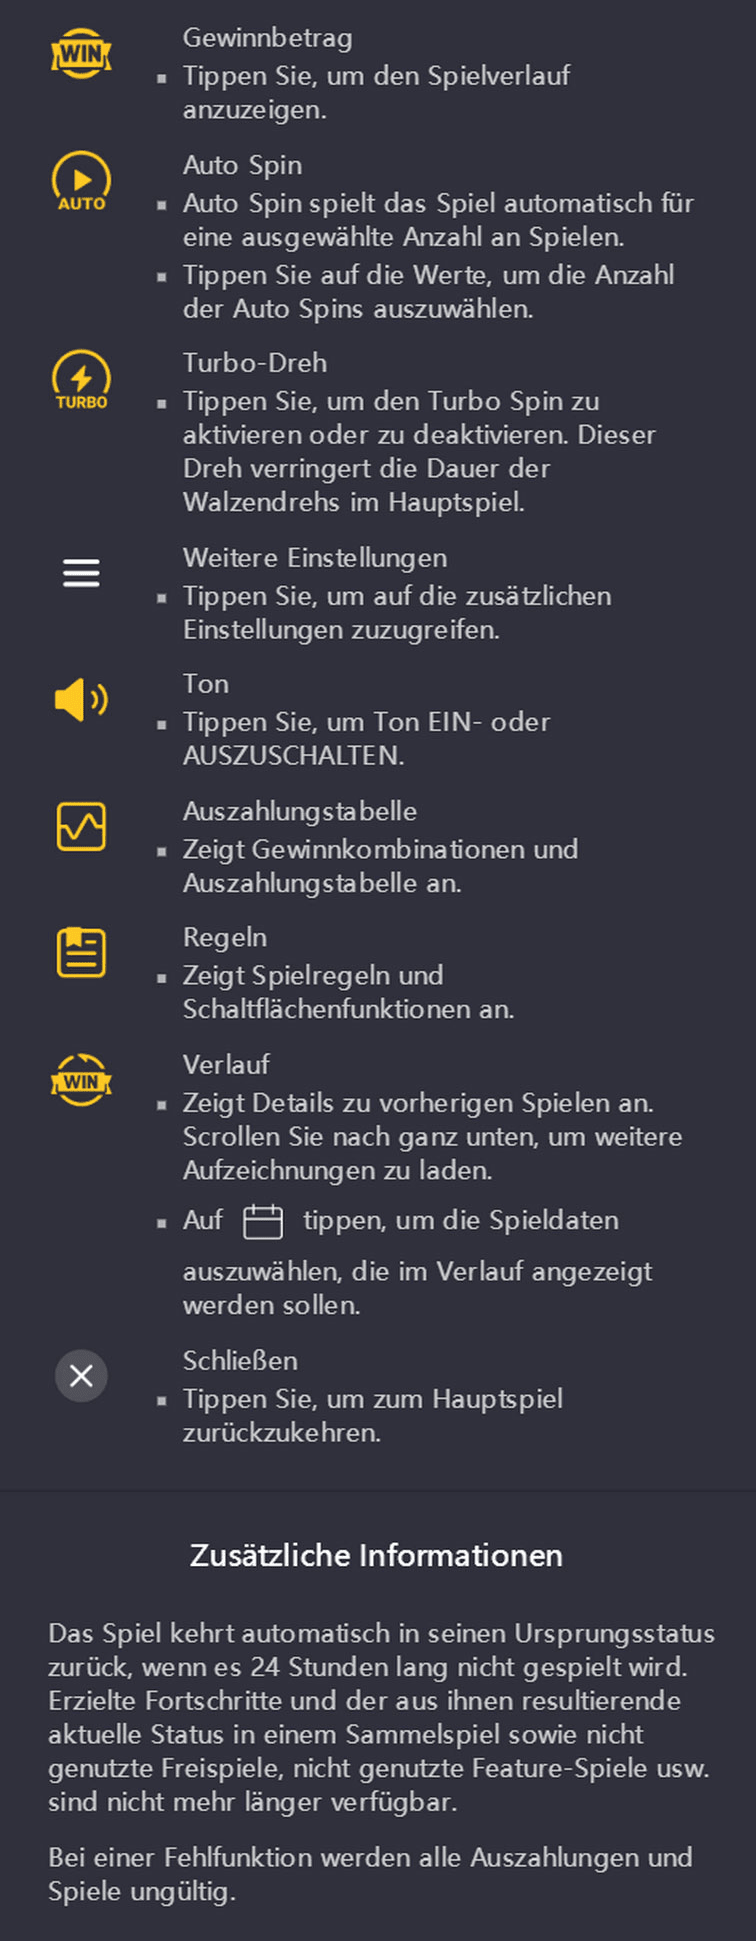 WIN
Gewinnbetrag
▪ Tippen Sie, um den Spielverlauf
anzuzeigen.
AUTO
Auto Spin
▪ Auto Spin spielt das Spiel automatisch für
eine ausgewählte Anzahl an Spielen.
▪ Tippen Sie auf die Werte, um die Anzahl
der Auto Spins auszuwählen.
TURBO
Turbo-Dreh
▪ Tippen Sie, um den Turbo Spin zu
aktivieren oder zu deaktivieren. Dieser
Dreh verringert die Dauer der
Walzendrehs im Hauptspiel.
Weitere Einstellungen
▪ Tippen Sie, um auf die zusätzlichen
Einstellungen zuzugreifen.
Ton
▪ Tippen Sie, um Ton EIN- oder
AUSZUSCHALTEN.
Auszahlungstabelle
▪ Zeigt Gewinnkombinationen und
Auszahlungstabelle an.
Regeln
▪ Zeigt Spielregeln und
Schaltflächenfunktionen an.
WIN
Verlauf
▪ Zeigt Details zu vorherigen Spielen an.
Scrollen Sie nach ganz unten, um weitere
Aufzeichnungen zu laden.
▪ Auf tippen, um die Spieldaten
auszuwählen, die im Verlauf angezeigt
werden sollen.
Schließen
▪ Tippen Sie, um zum Hauptspiel
zurückzukehren.
Zusätzliche Informationen
Das Spiel kehrt automatisch in seinen Ursprungsstatus
zurück, wenn es 24 Stunden lang nicht gespielt wird.
Erzielte Fortschritte und der aus ihnen resultierende
aktuelle Status in einem Sammelspiel sowie nicht
genutzte Freispiele, nicht genutzte Feature-Spiele usw.
sind nicht mehr länger verfügbar.
Bei einer Fehlfunktion werden alle Auszahlungen und
Spiele ungültig.